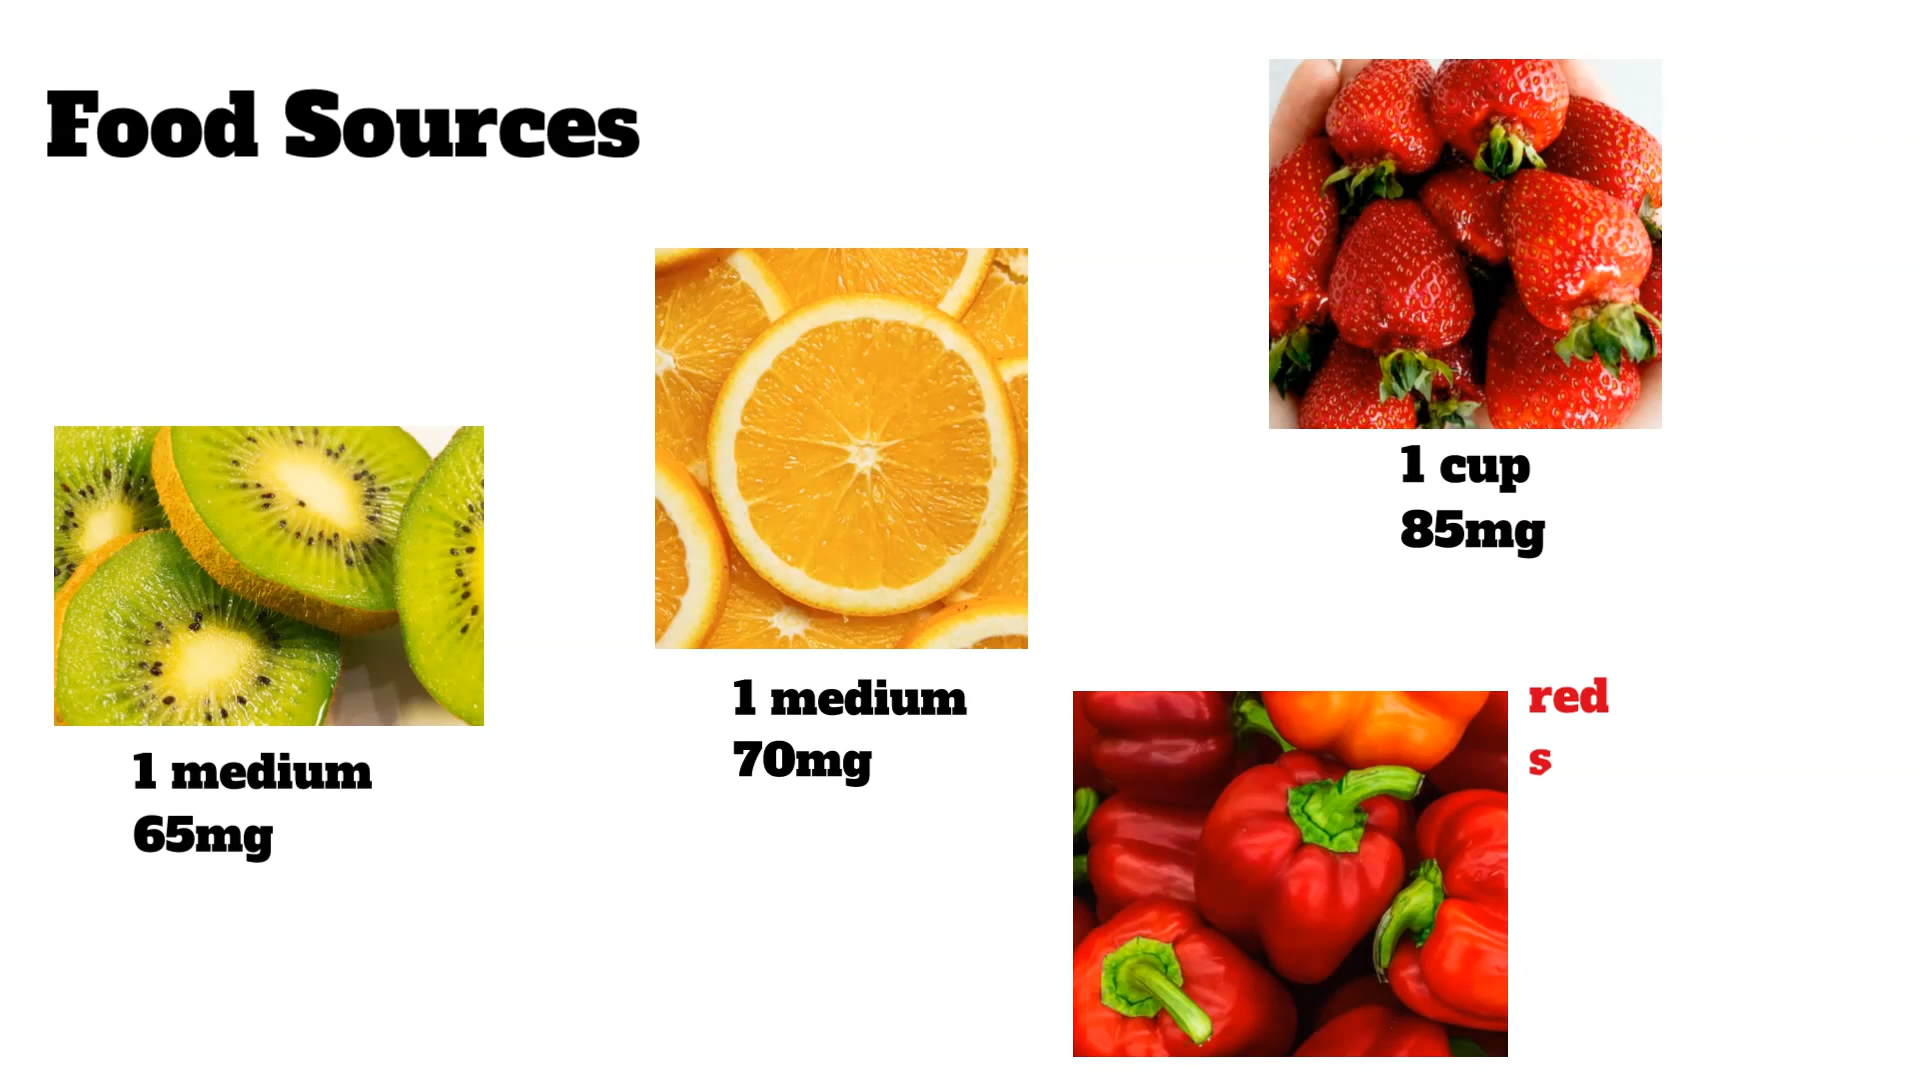 Food Sources
1 medium
65mg
1 medium
70mg
1 cup
85mg
red
s